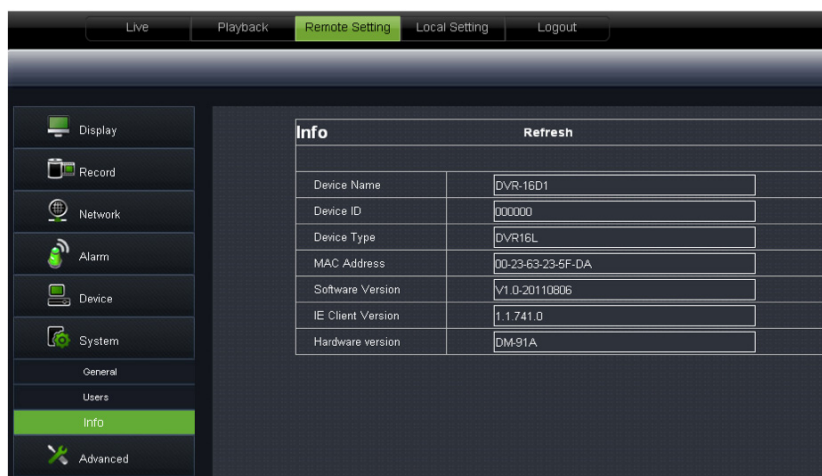 Live Playback Remote Setting Local Setting Logout
Display
Record
Network
Alarm
Device
System
General
Users
Info
Advanced
Info Refresh
Device Name DVR-16D1
Device ID 000000
Device Type DVR16L
MAC Address 00-23-63-23-5F-DA
Software Version V1.0-20110806
IE Client Version 1.1.741.0
Hardware version DM-91A